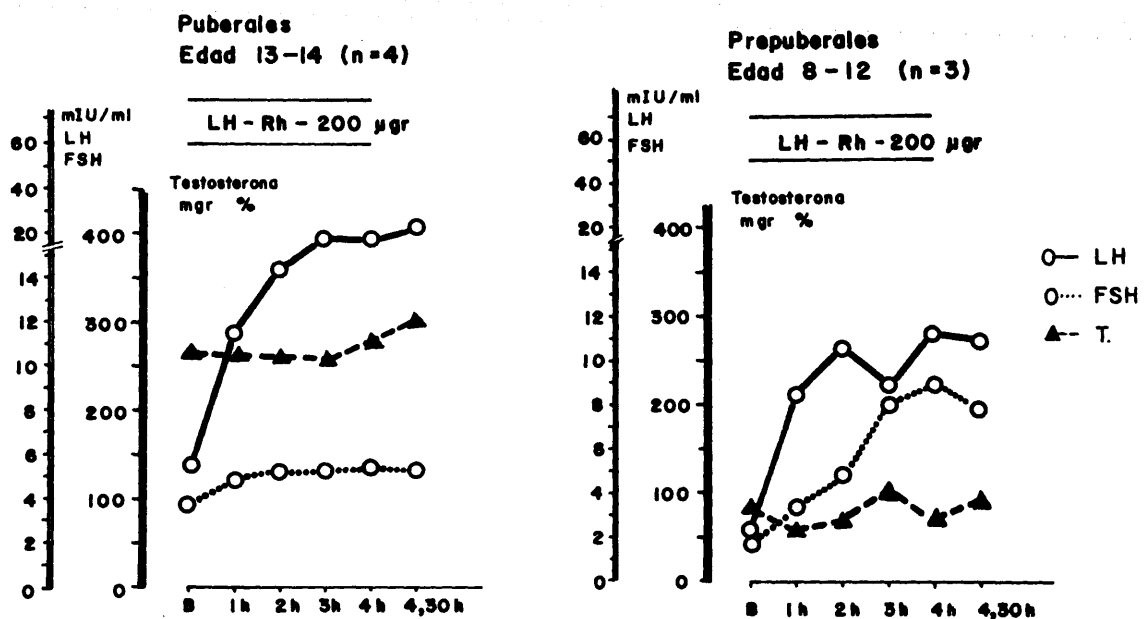 Puberales
Edad 13-14 (n=4)
mIU/ml
LH
FSH
LH-Rh-200 µgr
Testosterona
mgr %
60
40
20
14
12
10
8
6
4
2
0
400
300
200
100
0
B 1h 2h 3h 4h 4,30h
Prepuberales
Edad 8-12 (n=3)
mIU/ml
LH
FSH
LH-Rh-200 µgr
Testosterona
mgr %
60
40
20
14
12
10
8
6
4
2
0
400
300
200
100
0
B 1h 2h 3h 4h 4,30h
LH
FSH
T.